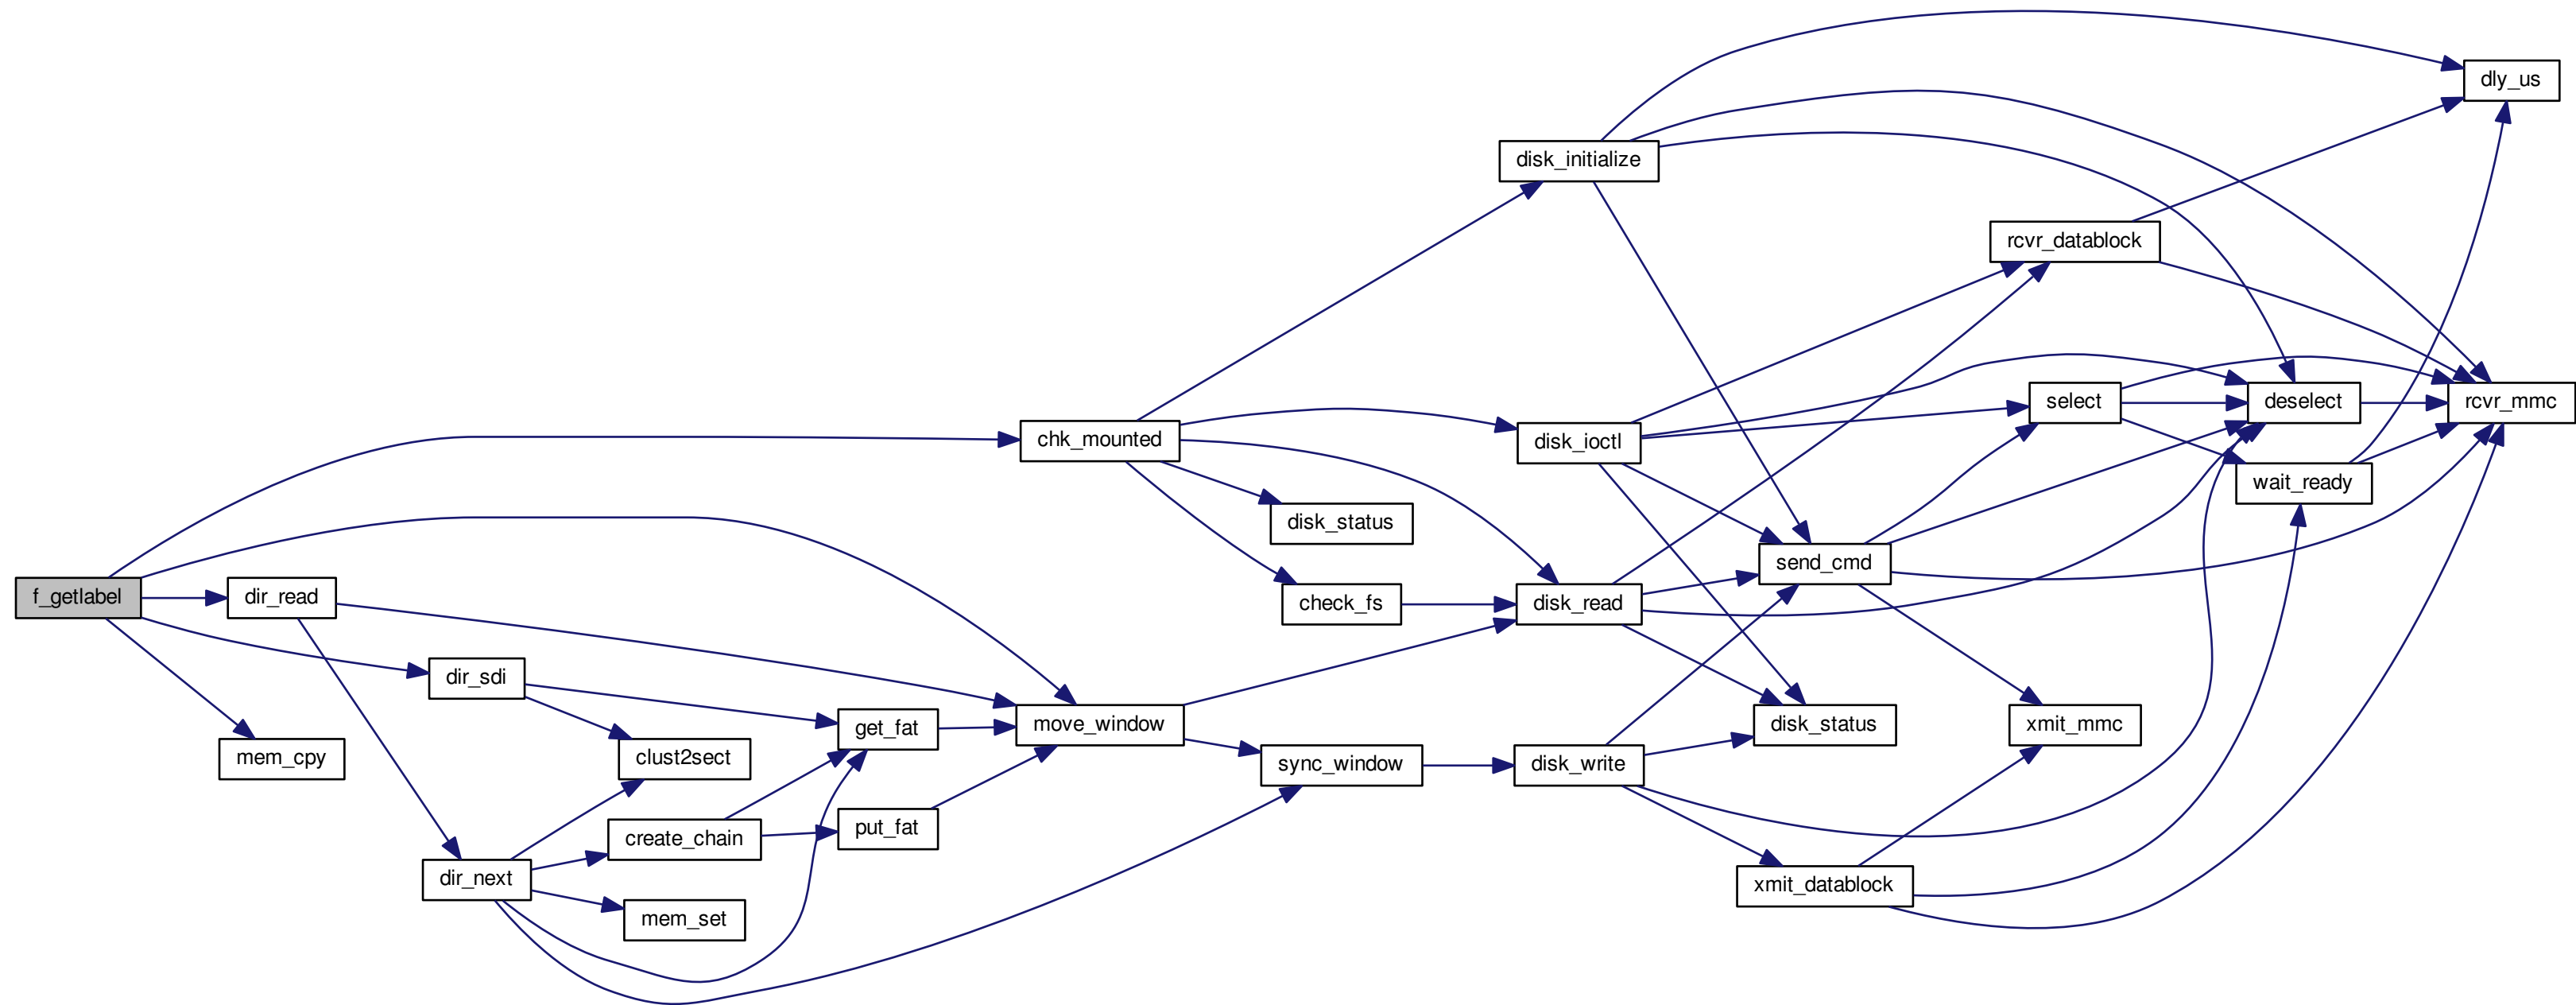 f_getlabel
dir_read
mem_cpy
dir_sdi
dir_next
clust2sect
create_chain
mem_set
get_fat
put_fat
chk_mounted
move_window
disk_status
check_fs
sync_window
disk_initialize
disk_ioctl
disk_read
disk_write
send_cmd
disk_status
xmit_datablock
rcvr_datablock
select
xmit_mmc
deselect
wait_ready
dly_us
rcvr_mmc